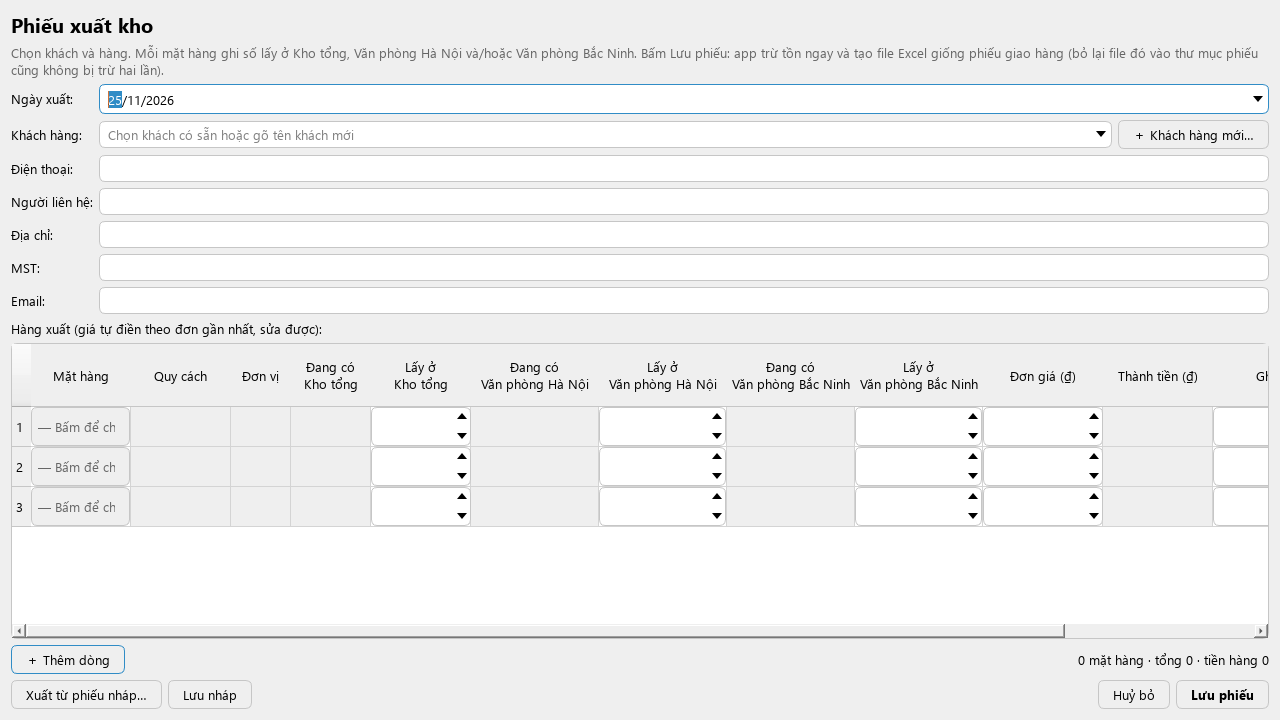 Phiếu xuất kho
Chọn khách và hàng. Mỗi mặt hàng ghi số lấy ở Kho tổng, Văn phòng Hà Nội và/hoặc Văn phòng Bắc Ninh. Bấm Lưu phiếu: app trừ tồn ngay và tạo file Excel giống phiếu giao hàng (bỏ lại file đó vào thư mục phiếu
cũng không bị trừ hai lần).
Ngày xuất: 25/11/2026
Khách hàng: Chọn khách có sẵn hoặc gõ tên khách mới + Khách hàng mới...
Điện thoại:
Người liên hệ:
Địa chỉ:
MST:
Email:
Hàng xuất (giá tự điền theo đơn gần nhất, sửa được):
Mặt hàng Quy cách Đơn vị Đang có Kho tổng Lấy ở Kho tổng Đang có Văn phòng Hà Nội Lấy ở Văn phòng Hà Nội Đang có Văn phòng Bắc Ninh Lấy ở Văn phòng Bắc Ninh Đơn giá (₫) Thành tiền (₫) Gh
1 — Bấm để ch
2 — Bấm để ch
3 — Bấm để ch
+ Thêm dòng 0 mặt hàng · tổng 0 · tiền hàng 0
Xuất từ phiếu nháp... Lưu nháp Huỷ bỏ Lưu phiếu